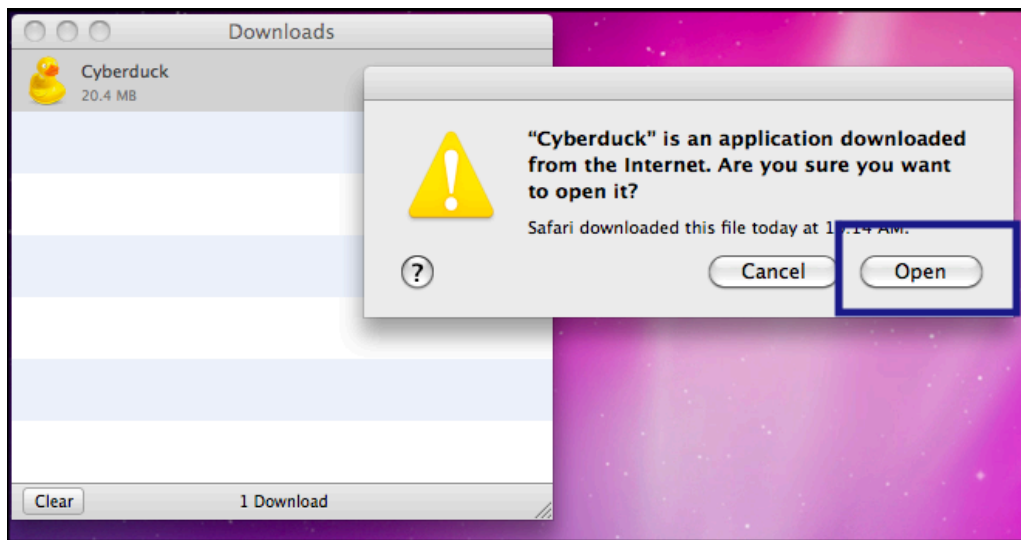 Downloads
Cyberduck
20.4 MB
“Cyberduck" is an application downloaded
from the Internet. Are you sure you want
to open it?
Safari downloaded this file today at AM.
?
Cancel
Open
Clear
1 Download